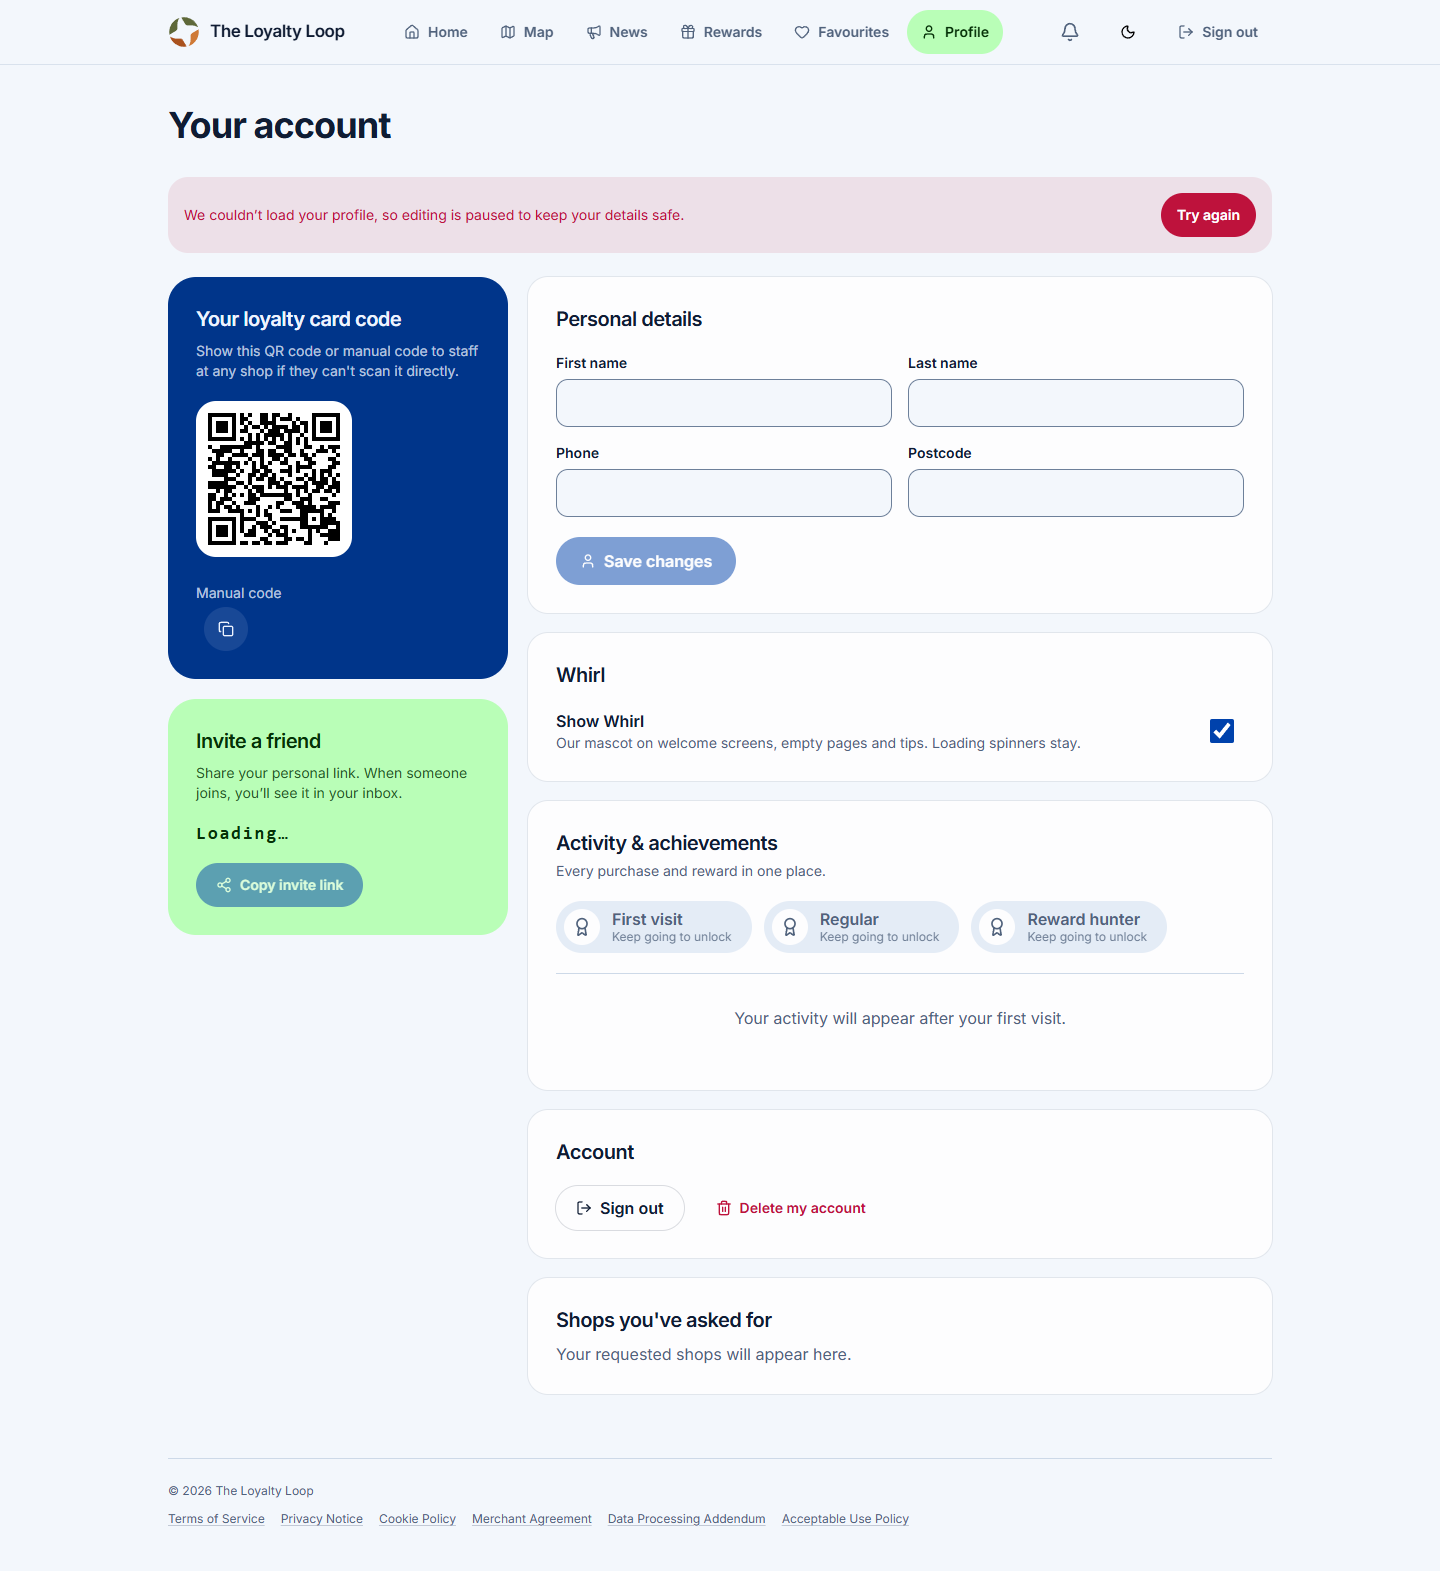 The Loyalty Loop
Home
Map
News
Rewards
Favourites
Profile
Sign out
Your account
We couldn’t load your profile, so editing is paused to keep your details safe.
Try again
Your loyalty card code
Show this QR code or manual code to staff
at any shop if they can't scan it directly.
Manual code
Invite a friend
Share your personal link. When someone
joins, you’ll see it in your inbox.
Loading…
Copy invite link
Personal details
First name
Last name
Phone
Postcode
Save changes
Whirl
Show Whirl
Our mascot on welcome screens, empty pages and tips. Loading spinners stay.
Activity & achievements
Every purchase and reward in one place.
First visit
Keep going to unlock
Regular
Keep going to unlock
Reward hunter
Keep going to unlock
Your activity will appear after your first visit.
Account
Sign out
Delete my account
Shops you've asked for
Your requested shops will appear here.
© 2026 The Loyalty Loop
Terms of Service
Privacy Notice
Cookie Policy
Merchant Agreement
Data Processing Addendum
Acceptable Use Policy